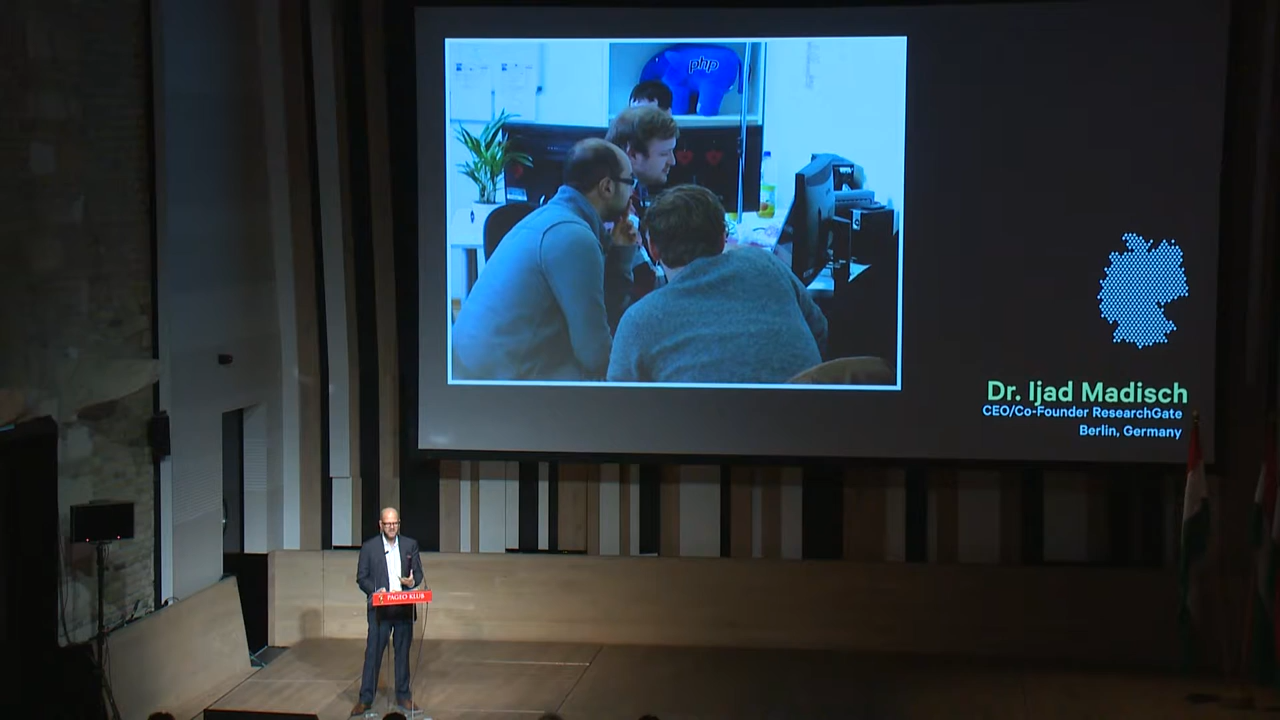 php
Dr. Ijad Madisch
CEO/Co-Founder ResearchGate
Berlin, Germany
PAGEO KLUB